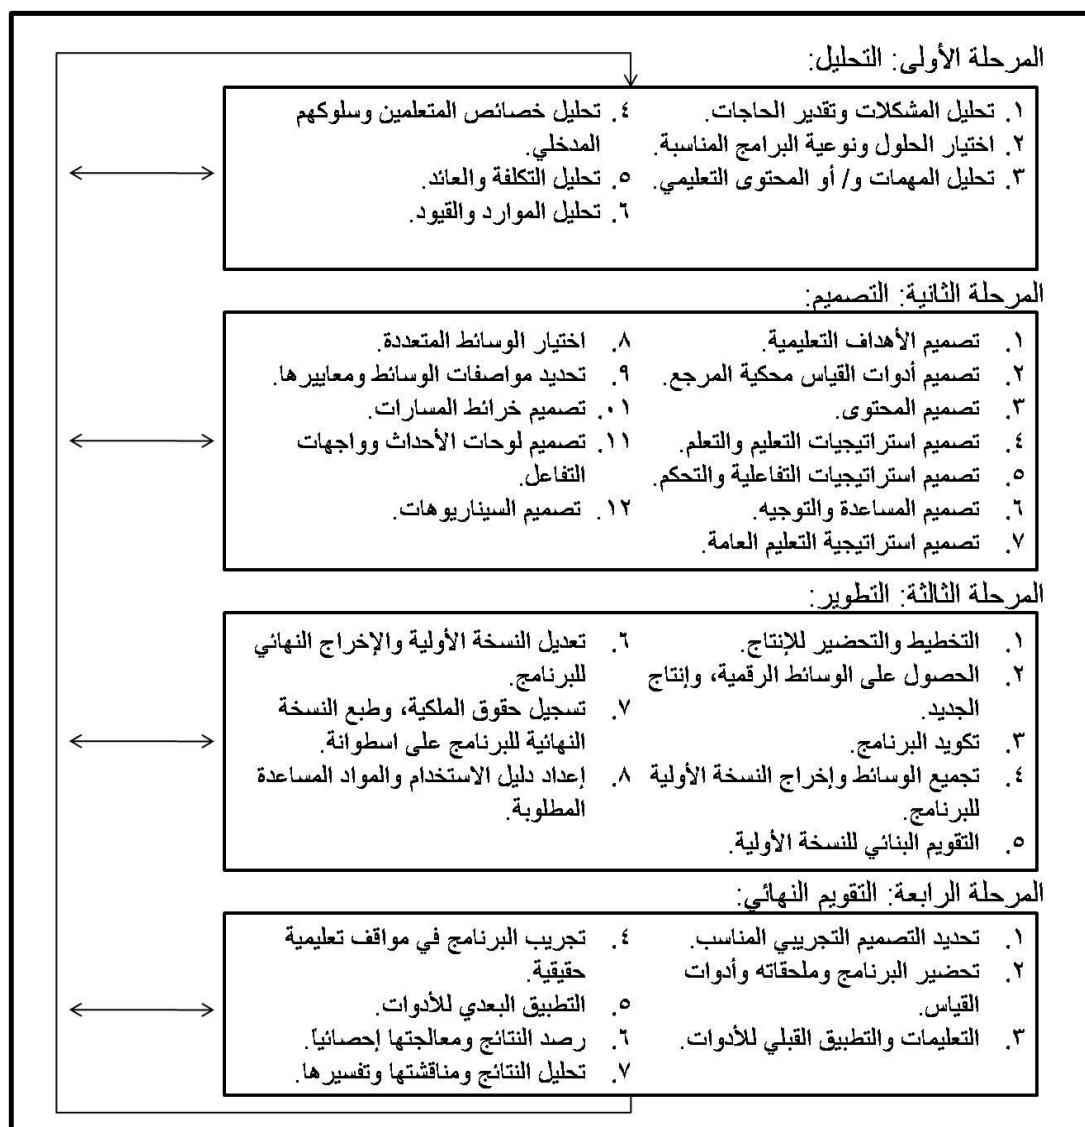 المرحلة الأولى: التحليل:
١. تحليل المشكلات وتقدير الحاجات.
٢. اختيار الحلول ونوعية البرامج المناسبة.
٣. تحليل المهمات و/ أو المحتوى التعليمي.
٤. تحليل خصائص المتعلمين وسلوكهم
المدخلي.
٥. تحليل التكلفة والعائد.
٦. تحليل الموارد والقيود.
المرحلة الثانية: التصميم:
١. تصميم الأهداف التعليمية.
٢. تصميم أدوات القياس محكية المرجع.
٣. تصميم المحتوى.
٤. تصميم استراتيجيات التعليم والتعلم.
٥. تصميم استراتيجيات التفاعلية والتحكم.
٦. تصميم المساعدة والتوجيه.
٧. تصميم استراتيجية التعليم العامة.
٨. اختيار الوسائط المتعددة.
٩. تحديد مواصفات الوسائط ومعاييرها.
٠١. تصميم خرائط المسارات.
١١. تصميم لوحات الأحداث وواجهات
التفاعل.
١٢. تصميم السيناريوهات.
المرحلة الثالثة: التطوير:
١. التخطيط والتحضير للإنتاج.
٢. الحصول على الوسائط الرقمية، وإنتاج
الجديد.
٣. تكويد البرنامج.
٤. تجميع الوسائط وإخراج النسخة الأولية
للبرنامج.
٥. التقويم البنائي للنسخة الأولية.
٦. تعديل النسخة الأولية والإخراج النهائي
للبرنامج.
٧. تسجيل حقوق الملكية، وطبع النسخة
النهائية للبرنامج على اسطوانة.
٨. إعداد دليل الاستخدام والمواد المساعدة
المطلوبة.
المرحلة الرابعة: التقويم النهائي:
١. تحديد التصميم التجريبي المناسب.
٢. تحضير البرنامج وملحقاته وأدوات
القياس.
٣. التعليمات والتطبيق القبلي للأدوات.
٤. تجريب البرنامج في مواقف تعليمية
حقيقية.
٥. التطبيق البعدي للأدوات.
٦. رصد النتائج ومعالجتها إحصائياً.
٧. تحليل النتائج ومناقشتها وتفسيرها.